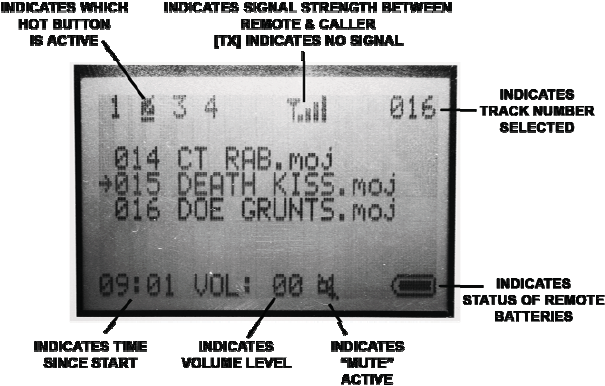 INDICATES WHICH
HOT BUTTON
IS ACTIVE
INDICATES SIGNAL STRENGTH BETWEEN
REMOTE & CALLER
[TX] INDICATES NO SIGNAL
1 2 3 4 016
INDICATES
TRACK NUMBER
SELECTED
014 CT RAB.moj
→015 DEATH KISS.moj
016 DOE GRUNTS.moj
09:01 VOL: 00
INDICATES
STATUS OF REMOTE
BATTERIES
INDICATES TIME
SINCE START
INDICATES
VOLUME LEVEL
INDICATES
"MUTE"
ACTIVE